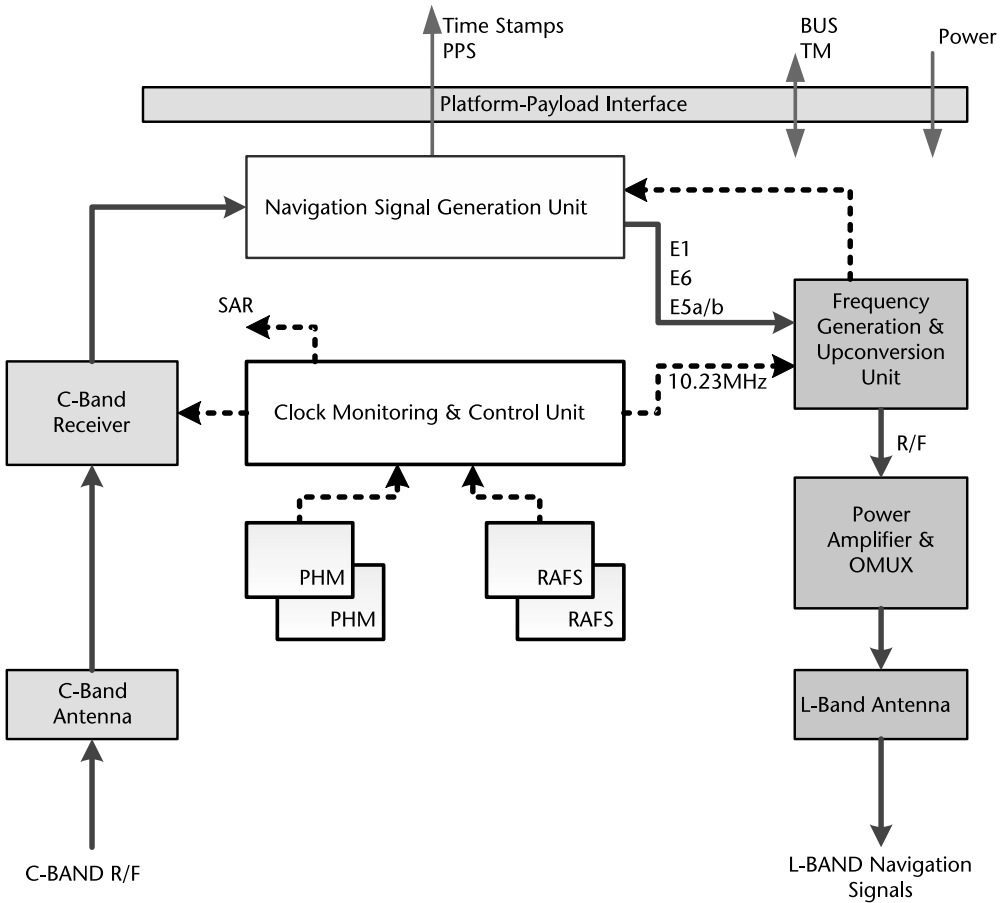 Time Stamps
PPS
BUS
TM
Power
Platform-Payload Interface
Navigation Signal Generation Unit
E1
E6
E5a/b
SAR
Frequency
Generation &
Upconversion
Unit
10.23MHz
C-Band
Receiver
Clock Monitoring & Control Unit
R/F
Power
Amplifier &
OMUX
PHM
PHM
RAFS
RAFS
C-Band
Antenna
L-Band Antenna
C-BAND R/F
L-BAND Navigation
Signals